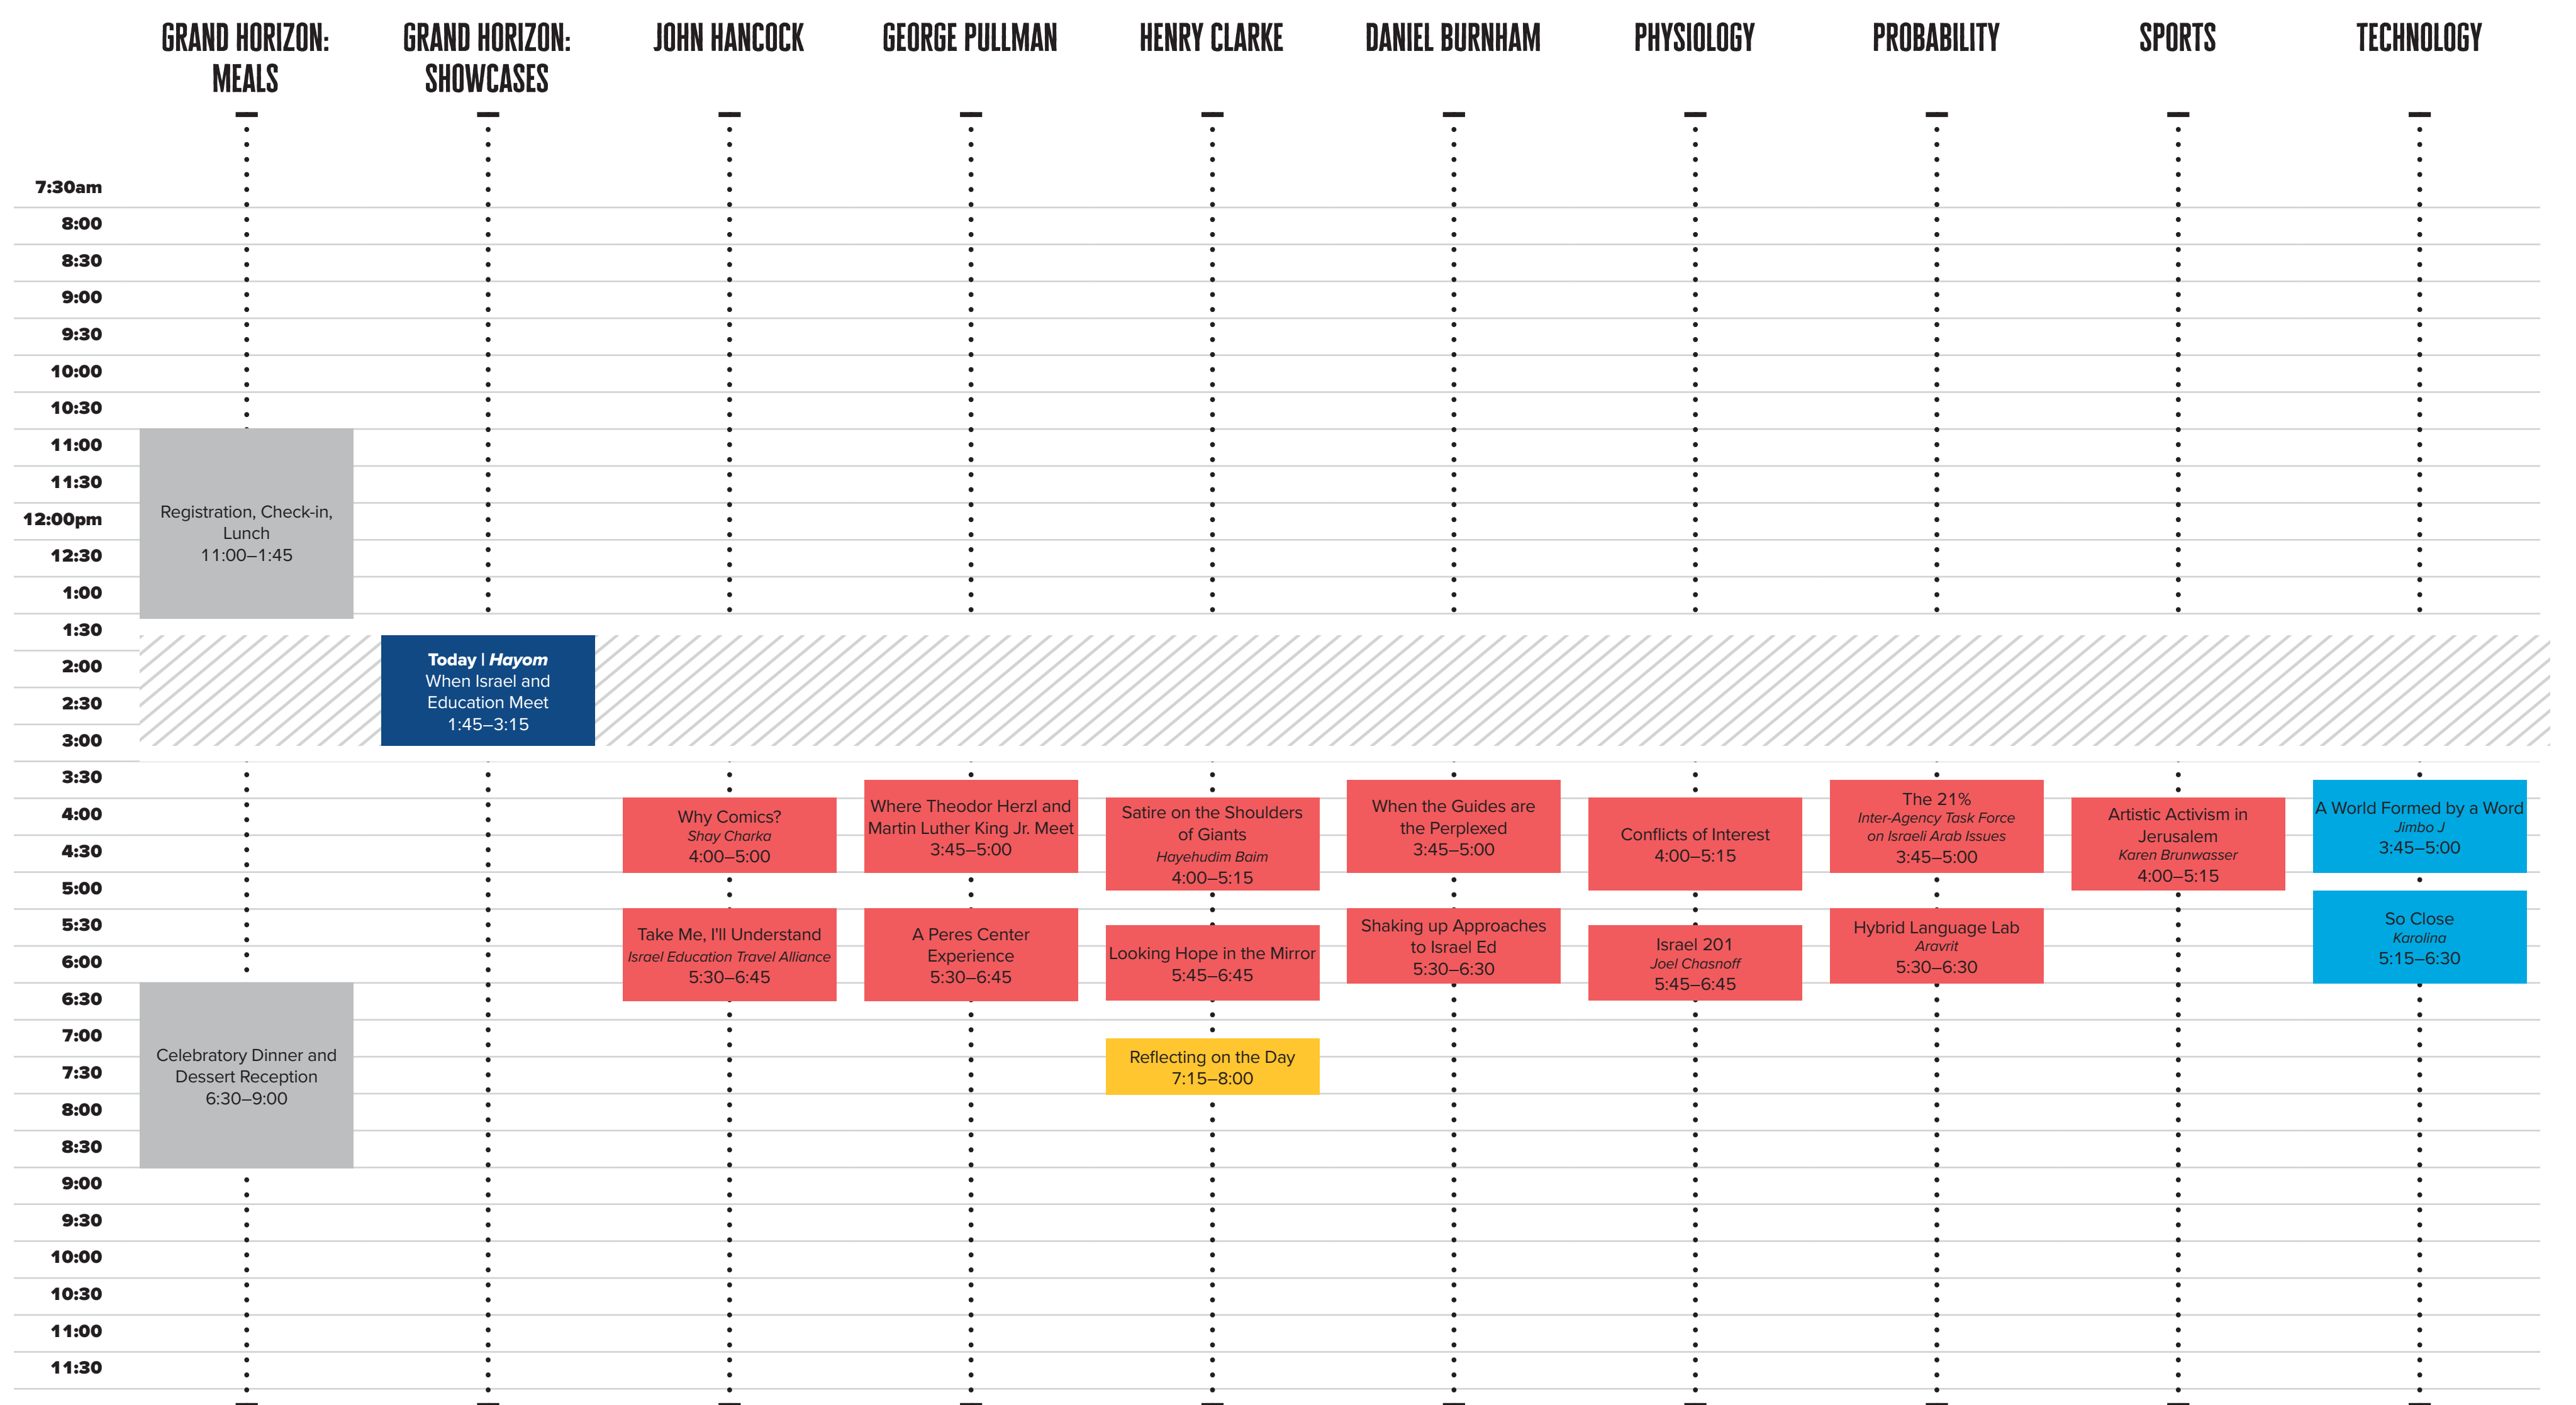 GRAND HORIZON:
MEALS
GRAND HORIZON:
SHOWCASES
JOHN HANCOCK
GEORGE PULLMAN
HENRY CLARKE
DANIEL BURNHAM
PHYSIOLOGY
PROBABILITY
SPORTS
TECHNOLOGY
7:30am
8:00
8:30
9:00
9:30
10:00
10:30
11:00
11:30
12:00pm
12:30
1:00
1:30
2:00
2:30
3:00
3:30
4:00
4:30
5:00
5:30
6:00
6:30
7:00
7:30
8:00
8:30
9:00
9:30
10:00
10:30
11:00
11:30
Registration, Check-in,
Lunch
11:00–1:45
Celebratory Dinner and
Dessert Reception
6:30–9:00
Today | Hayom
When Israel and
Education Meet
1:45–3:15
Why Comics?
Shay Charka
4:00–5:00
Take Me, I'll Understand
Israel Education Travel Alliance
5:30–6:45
Where Theodor Herzl and
Martin Luther King Jr. Meet
3:45–5:00
A Peres Center
Experience
5:30–6:45
Satire on the Shoulders
of Giants
Hayehudim Baim
4:00–5:15
Looking Hope in the Mirror
5:45–6:45
Reflecting on the Day
7:15–8:00
When the Guides are
the Perplexed
3:45–5:00
Shaking up Approaches
to Israel Ed
5:30–6:30
Conflicts of Interest
4:00–5:15
Israel 201
Joel Chasnoff
5:45–6:45
The 21%
Inter-Agency Task Force
on Israeli Arab Issues
3:45–5:00
Hybrid Language Lab
Aravrit
5:30–6:30
Artistic Activism in
Jerusalem
Karen Brunwasser
4:00–5:15
A World Formed by a Word
Jimbo J
3:45–5:00
So Close
Karolina
5:15–6:30